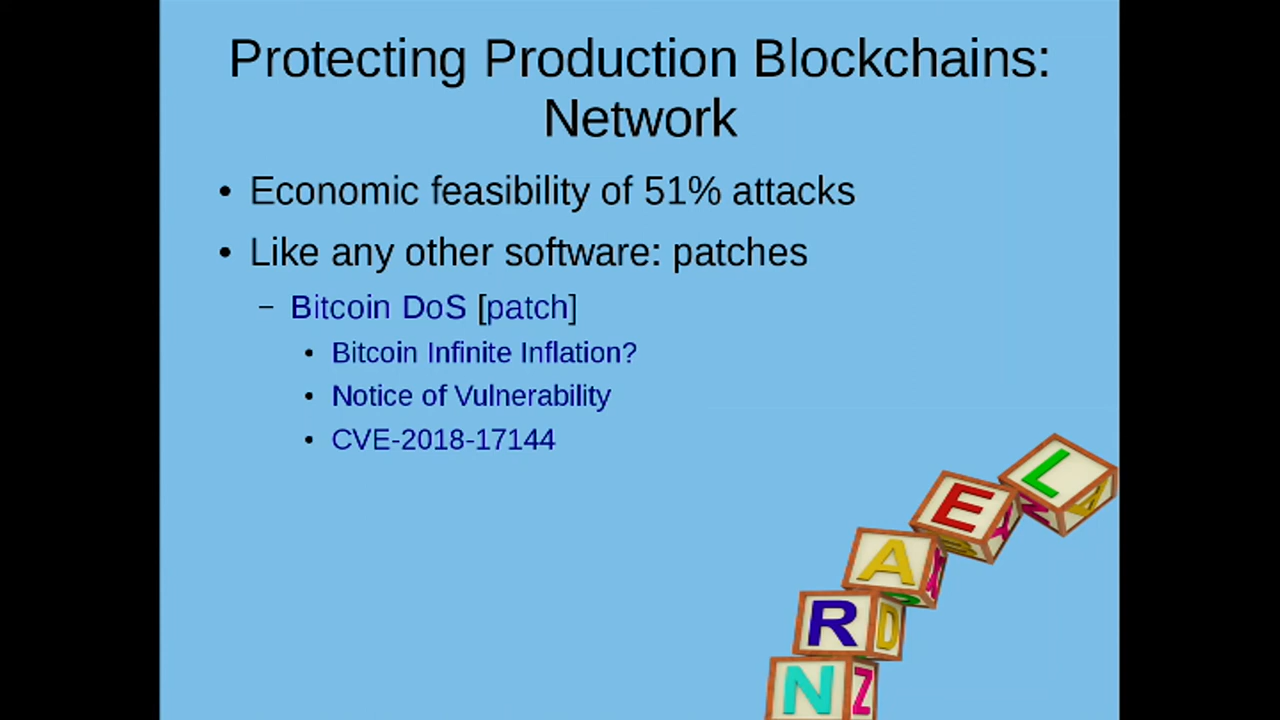 Protecting Production Blockchains:
Network
• Economic feasibility of 51% attacks
• Like any other software: patches
– Bitcoin DoS [patch]
• Bitcoin Infinite Inflation?
• Notice of Vulnerability
• CVE-2018-17144
L
E
A
R D
N Z